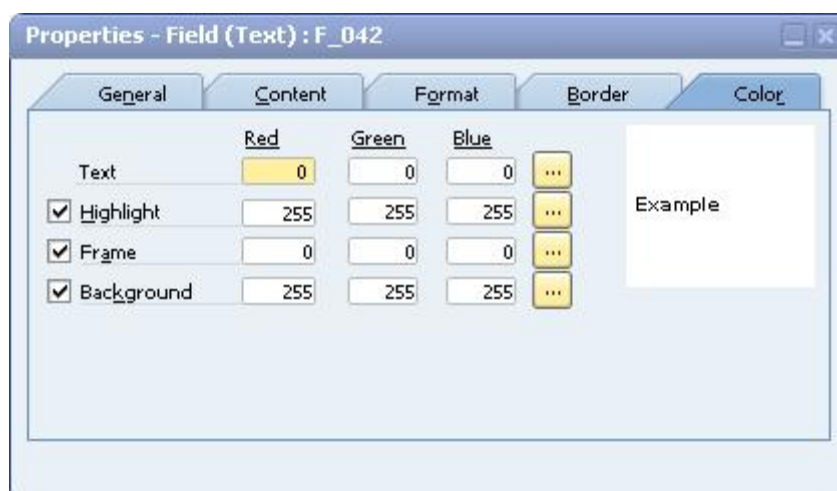 Properties - Field (Text) : F_042
General Content Format Border Color
Red Green Blue
Text 0 0 0 ...
Highlight 255 255 255 ...
Example
Frame 0 0 0 ...
Background 255 255 255 ...